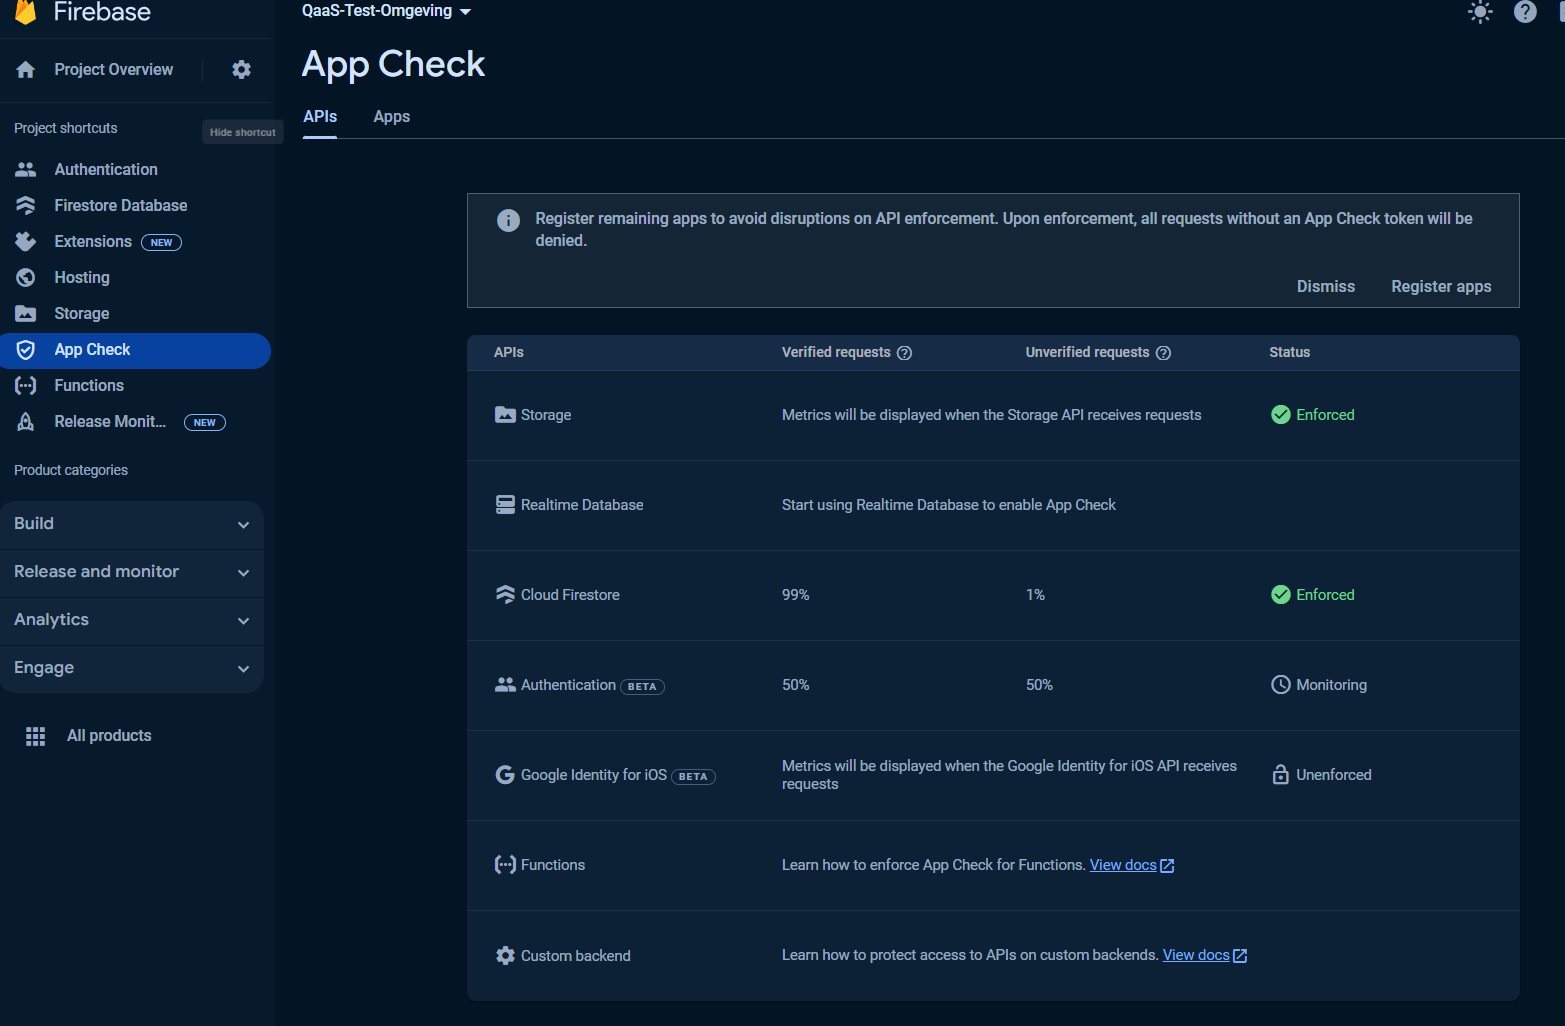 Firebase
QaaS-Test-Omgeving
Project Overview
App Check
APIs
Apps
Project shortcuts
Hide shortcut
Authentication
Firestore Database
Extensions NEW
Hosting
Storage
App Check
Functions
Release Monit... NEW
Product categories
Build
Release and monitor
Analytics
Engage
All products
Register remaining apps to avoid disruptions on API enforcement. Upon enforcement, all requests without an App Check token will be
denied.
Dismiss
Register apps
APIs Verified requests Unverified requests Status
Storage Metrics will be displayed when the Storage API receives requests Enforced
Realtime Database Start using Realtime Database to enable App Check
Cloud Firestore 99% 1% Enforced
Authentication BETA 50% 50% Monitoring
Google Identity for iOS BETA Metrics will be displayed when the Google Identity for iOS API receives
requests Unenforced
Functions Learn how to enforce App Check for Functions. View docs
Custom backend Learn how to protect access to APIs on custom backends. View docs